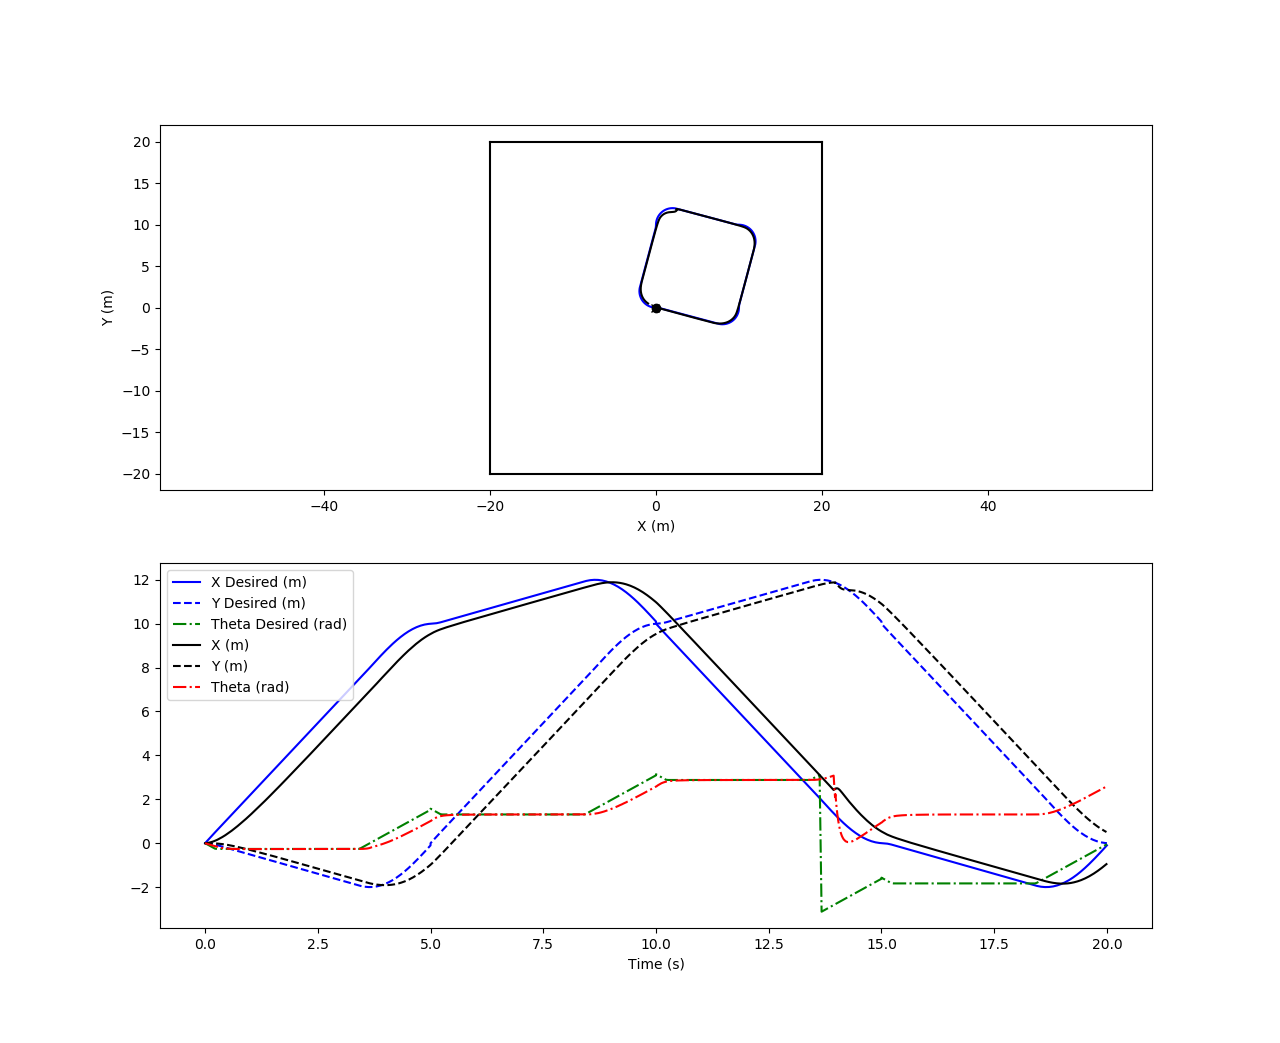 20
15
10
5
0
−5
−10
−15
−20
Y (m)
−40 −20 0 20 40
X (m)
12
10
8
6
4
2
0
−2
X Desired (m)
Y Desired (m)
Theta Desired (rad)
X (m)
Y (m)
Theta (rad)
0.0 2.5 5.0 7.5 10.0 12.5 15.0 17.5 20.0
Time (s)